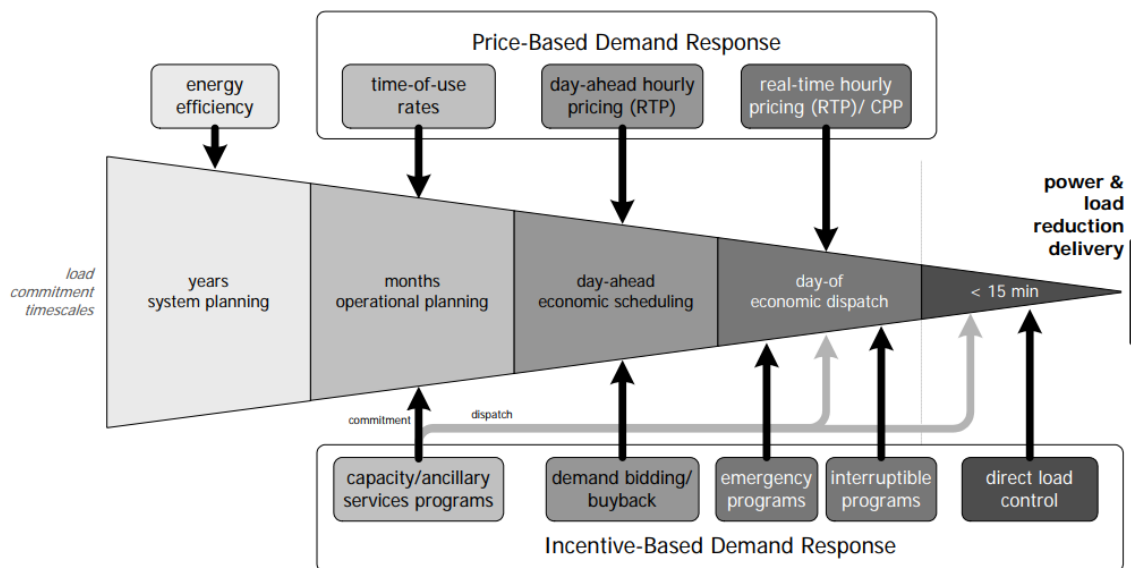 Price-Based Demand Response
energy
efficiency
time-of-use
rates
day-ahead hourly
pricing (RTP)
real-time hourly
pricing (RTP)/ CPP
power &
load
reduction
delivery
load
commitment
timescales
years
system planning
months
operational planning
day-ahead
economic scheduling
day-of
economic dispatch
< 15 min
commitment
dispatch
capacity/ancillary
services programs
demand bidding/
buyback
emergency
programs
interruptible
programs
direct load
control
Incentive-Based Demand Response